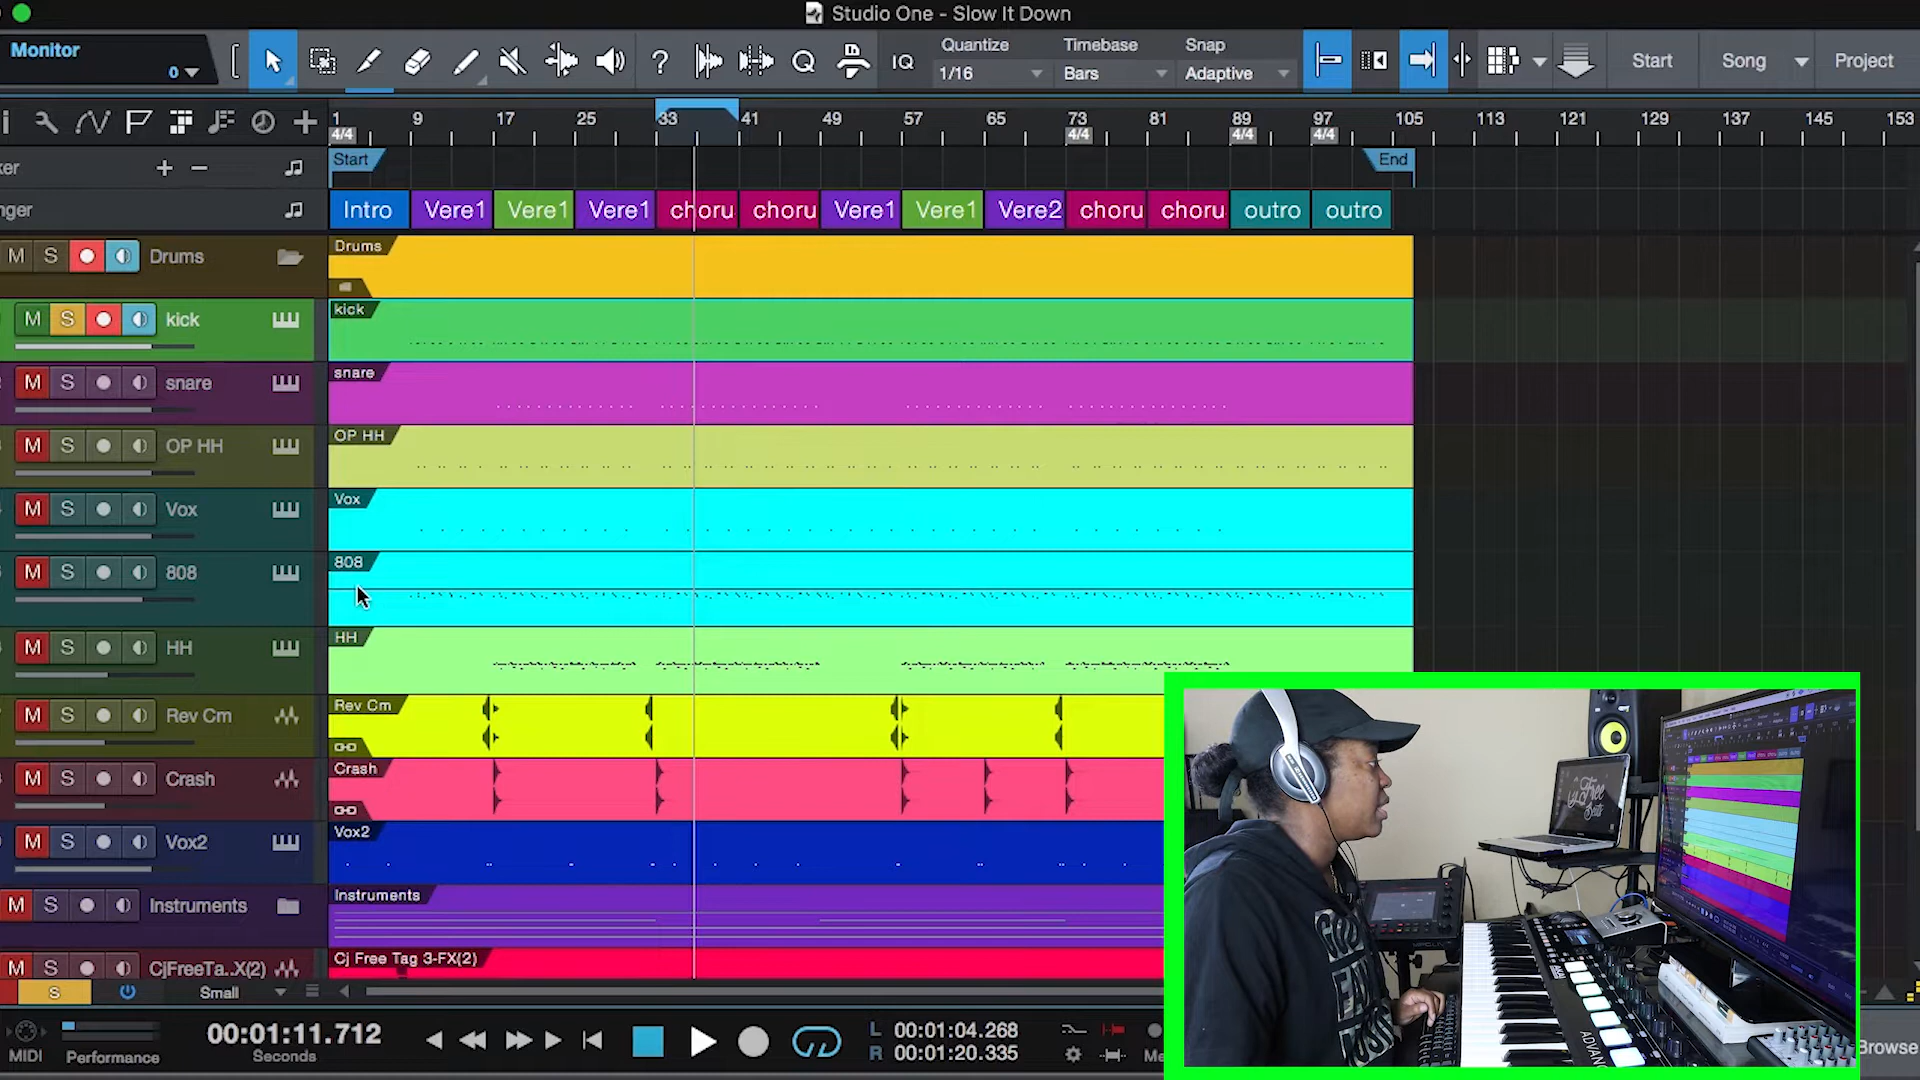 Studio One - Slow It Down
Monitor
0
Quantize
1/16
Timebase
Bars
Snap
Adaptive
IQ
Start
Song
Project
1 9 17 25 33 41 49 57 65 73 81 89 97 105 113 121 129 137 145 153
4/4 4/4 4/4 4/4
Start End
Intro Vere1 Vere1 Vere1 choru choru Vere1 Vere1 Vere2 choru choru outro outro
M S Drums
Drums
M S kick
kick
M S snare
snare
M S OP HH
OP HH
M S Vox
Vox
M S 808
808
M S HH
HH
M S Rev Cm
Rev Cm
M S Crash
Crash
M S Vox2
Vox2
M S Instruments
Instruments
M S CjFreeTa..X(2)
Cj Free Tag 3-FX(2)
S Small
MIDI
Performance
00:01:11.712
Seconds
L 00:01:04.268
R 00:01:20.335
Free
Beats
Browse